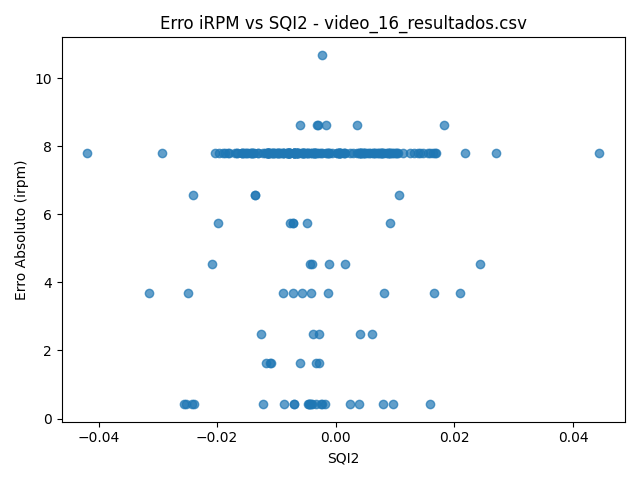 Erro iRPM vs SQI2 - video_16_resultados.csv
Erro Absoluto (irpm)
10
8
6
4
2
0
−0.04 −0.02 0.00 0.02 0.04
SQI2